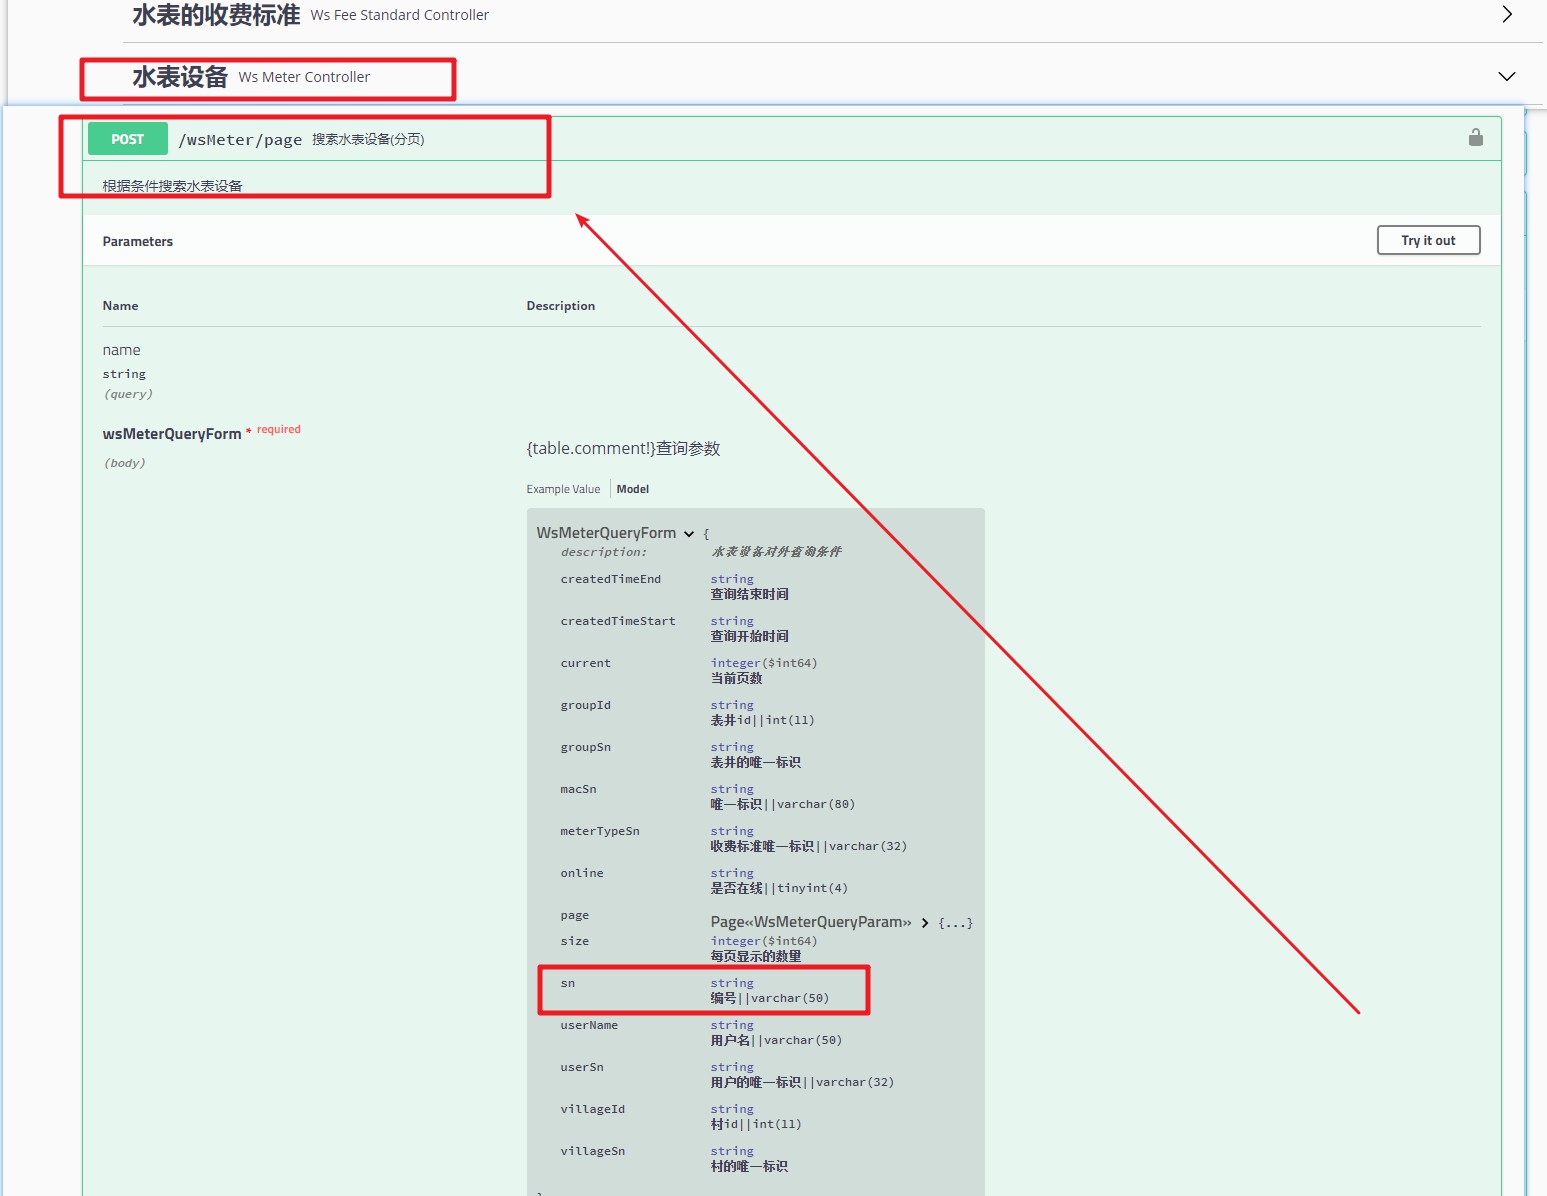 水表的收费标准 Ws Fee Standard Controller
水表设备 Ws Meter Controller
POST /wsMeter/page 搜索水表设备(分页)
根据条件搜索水表设备
Parameters
Try it out
Name Description
name
string
(query)
wsMeterQueryForm * required
(body)
{table.comment!}查询参数
Example Value Model
WsMeterQueryForm {
description: 水表设备对外查询条件
createdTimeEnd string
查询结束时间
createdTimeStart string
查询开始时间
current integer($int64)
当前页数
groupId string
表井id||int(11)
groupSn string
表井的唯一标识
macSn string
唯一标识||varchar(80)
meterTypeSn string
收费标准唯一标识||varchar(32)
online string
是否在线||tinyint(4)
page Page«WsMeterQueryParam» {...}
size integer($int64)
每页显示的数量
sn string
编号||varchar(50)
userName string
用户名||varchar(50)
userSn string
用户的唯一标识||varchar(32)
villageId string
村id||int(11)
villageSn string
村的唯一标识